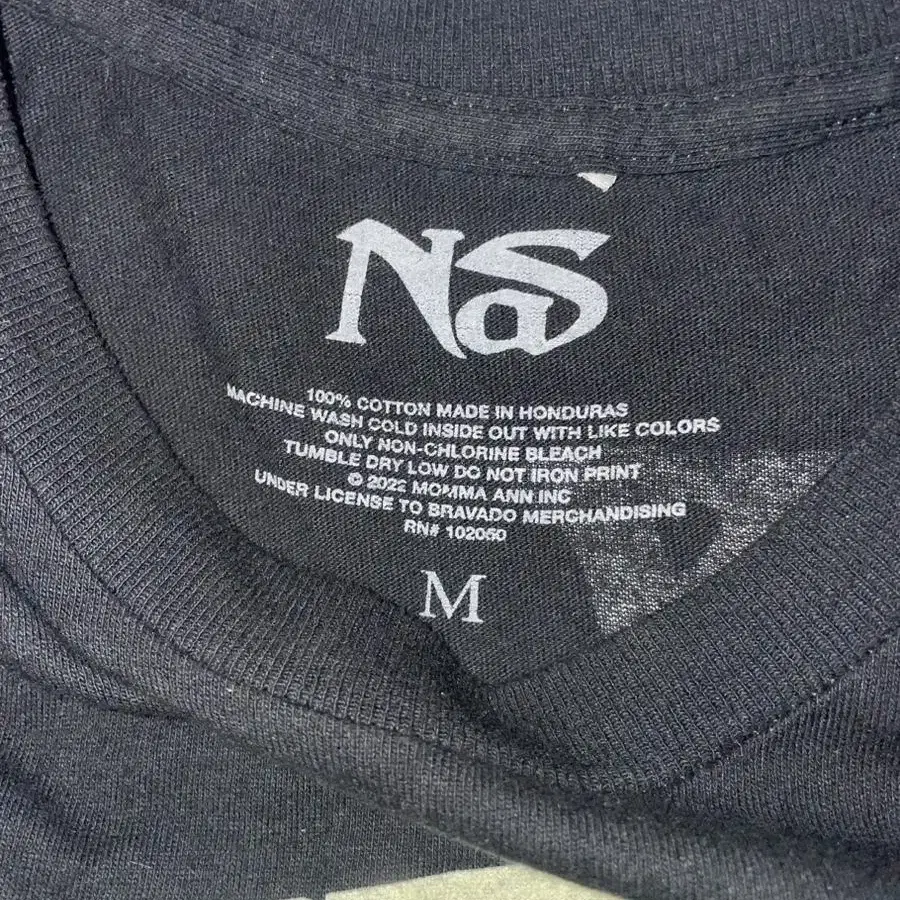 NaS
100% COTTON MADE IN HONDURAS
MACHINE WASH COLD INSIDE OUT WITH LIKE COLORS
ONLY NON-CHLORINE BLEACH
TUMBLE DRY LOW DO NOT IRON PRINT
© 2022 MOMMA ANN INC
UNDER LICENSE TO BRAVADO MERCHANDISING
RN# 102050
M